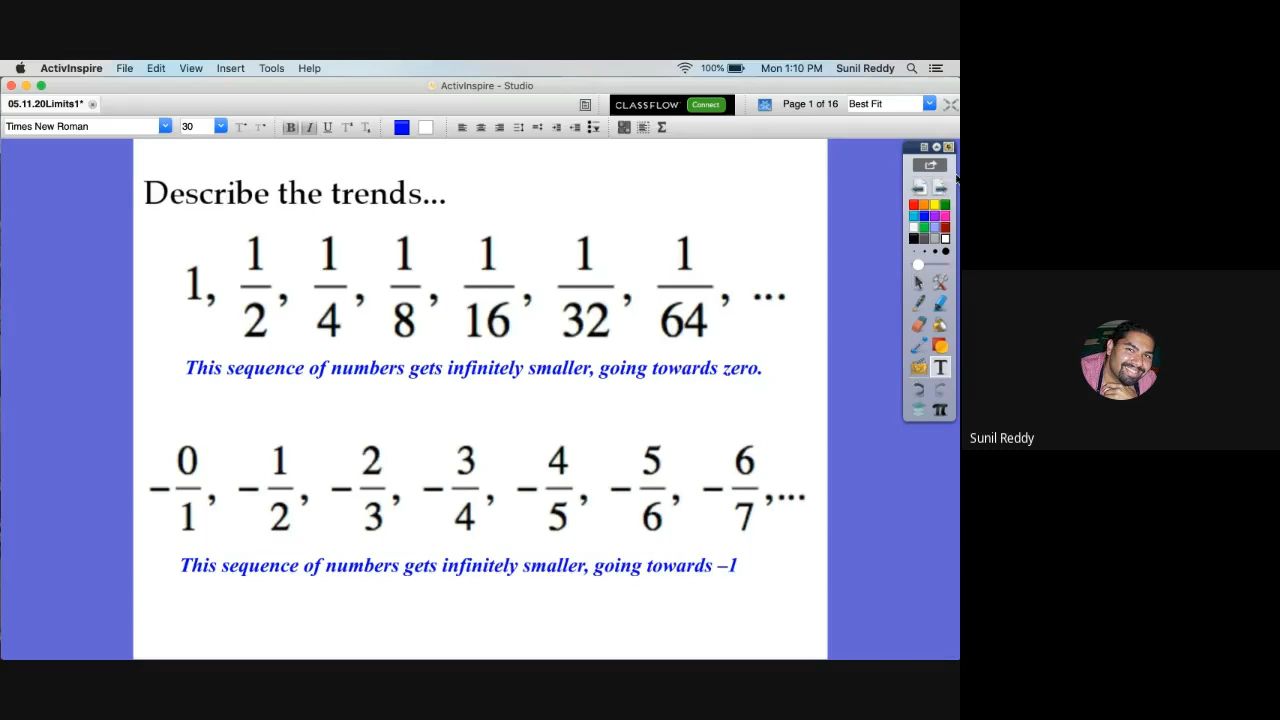 ActivInspire File Edit View Insert Tools Help 100% Mon 1:10 PM Sunil Reddy
ActivInspire - Studio
05.11.20Limits1* CLASSFLOW Connect Page 1 of 16 Best Fit
Times New Roman 30 B I U T T T T Σ
Describe the trends...
1, 1/2, 1/4, 1/8, 1/16, 1/32, 1/64, ...
This sequence of numbers gets infinitely smaller, going towards zero.
−0/1, −1/2, −2/3, −3/4, −4/5, −5/6, −6/7,...
This sequence of numbers gets infinitely smaller, going towards –1
T
π
Sunil Reddy